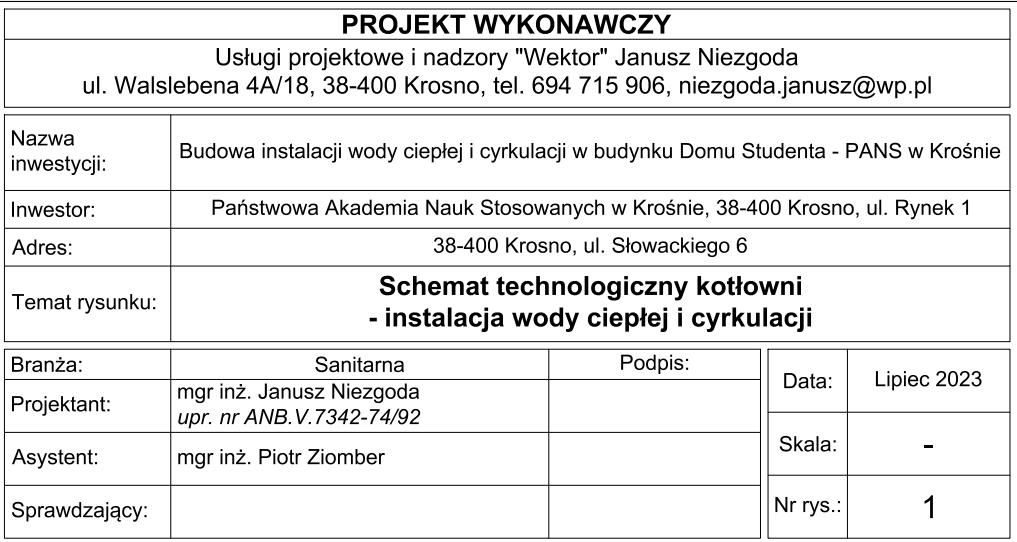 PROJEKT WYKONAWCZY
Usługi projektowe i nadzory "Wektor" Janusz Niezgoda
ul. Walslebena 4A/18, 38-400 Krosno, tel. 694 715 906, niezgoda.janusz@wp.pl
Nazwa
inwestycji:
Budowa instalacji wody ciepłej i cyrkulacji w budynku Domu Studenta - PANS w Krośnie
Inwestor:
Państwowa Akademia Nauk Stosowanych w Krośnie, 38-400 Krosno, ul. Rynek 1
Adres:
38-400 Krosno, ul. Słowackiego 6
Temat rysunku:
Schemat technologiczny kotłowni
- instalacja wody ciepłej i cyrkulacji
Branża:
Sanitarna
Podpis:
Projektant:
mgr inż. Janusz Niezgoda
upr. nr ANB.V.7342-74/92
Asystent:
mgr inż. Piotr Ziomber
Sprawdzający:
Data:
Lipiec 2023
Skala:
-
Nr rys.:
1